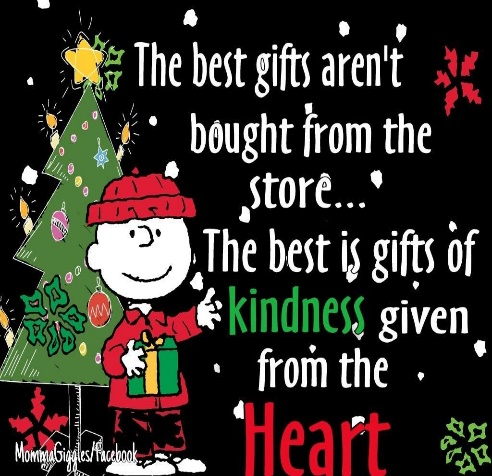 The best gifts aren't
bought from the
store...
The best is gifts of
kindness given
from the
Heart
MommaGiggles/Facebook